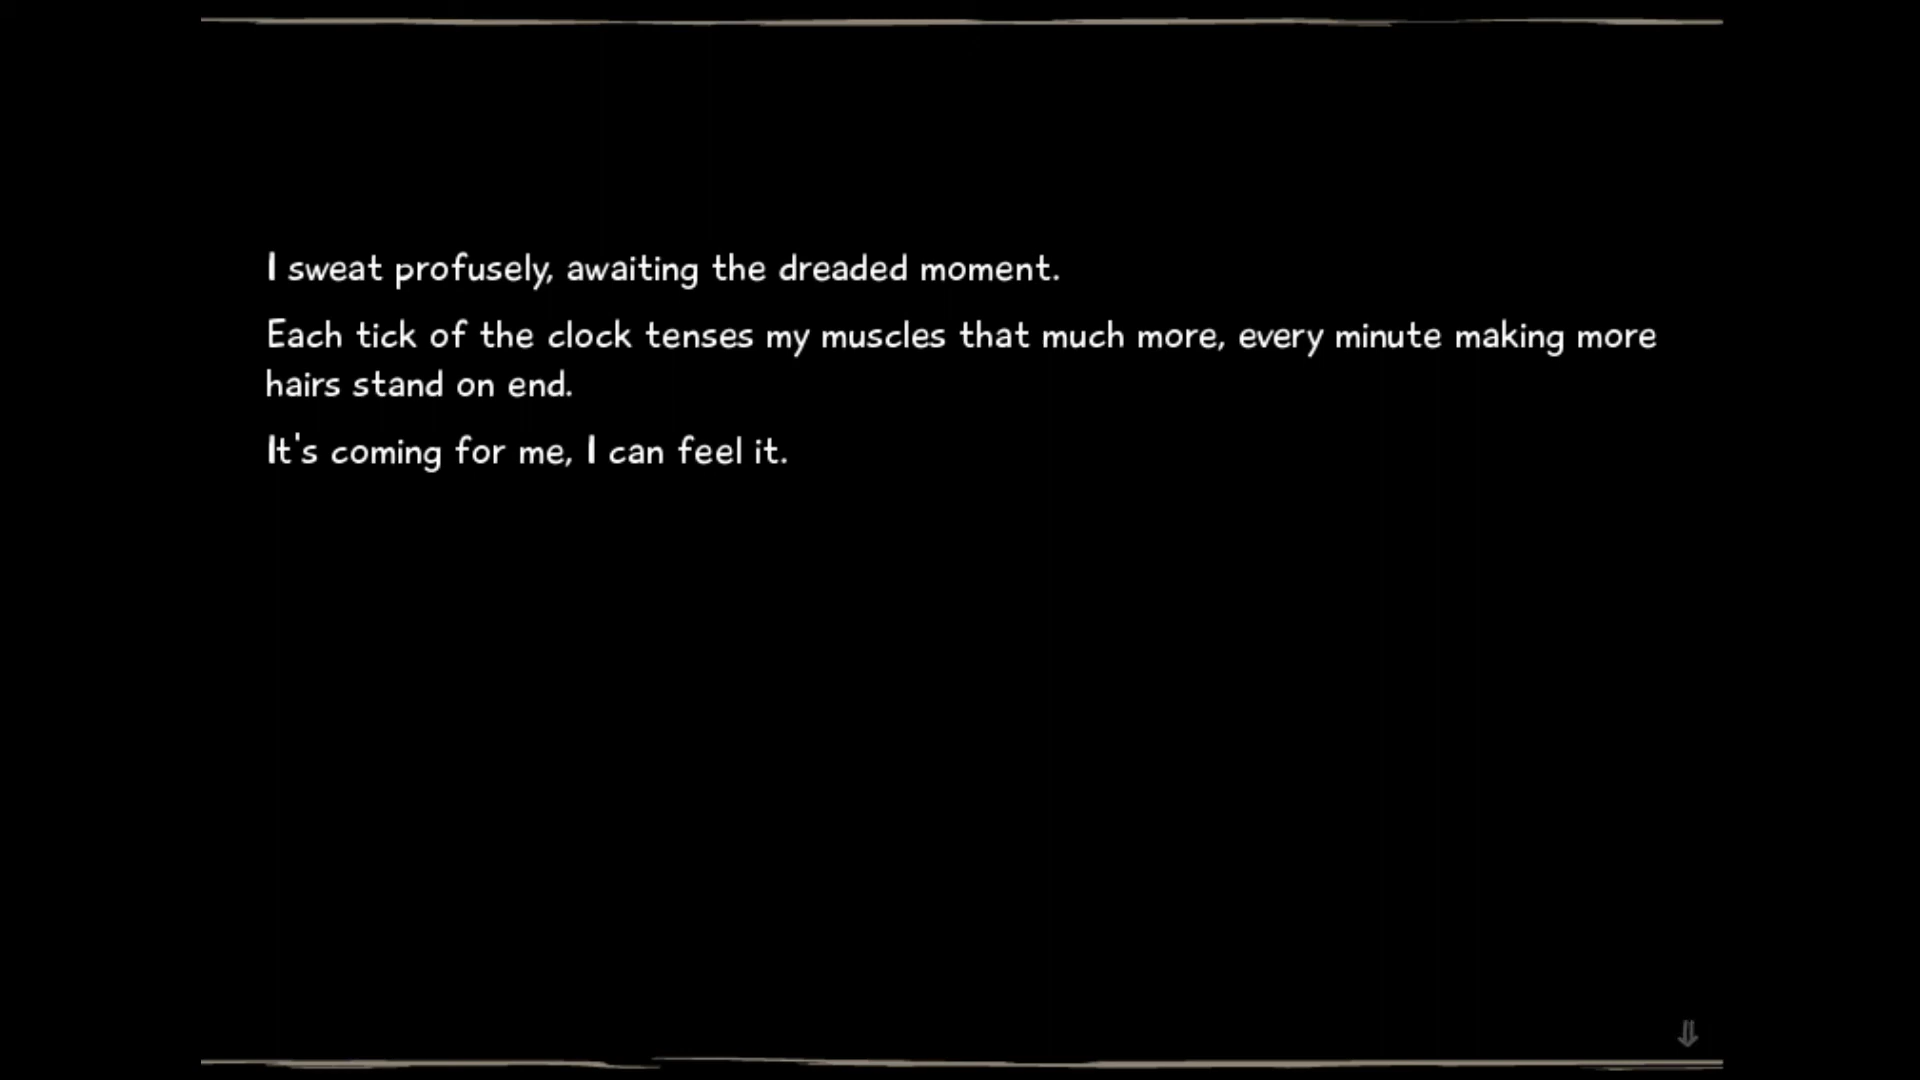 I sweat profusely, awaiting the dreaded moment.
Each tick of the clock tenses my muscles that much more, every minute making more
hairs stand on end.
It's coming for me, I can feel it.